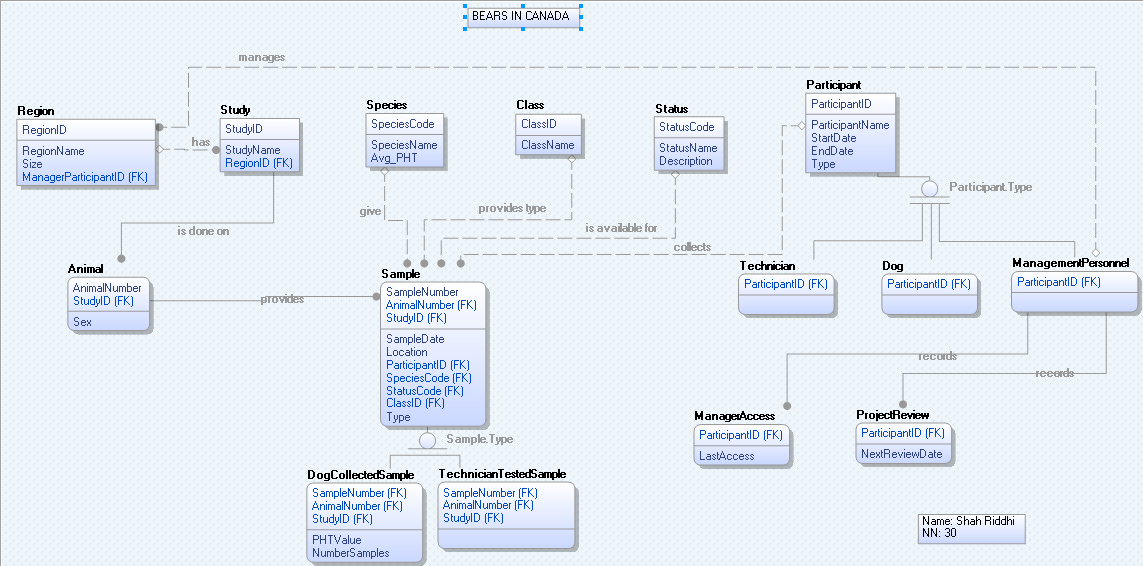 BEARS IN CANADA
manages
Region
RegionID
RegionName
Size
ManagerParticipantID (FK)
has
Study
StudyID
StudyName
RegionID (FK)
Species
SpeciesCode
SpeciesName
Avg_PHT
Class
ClassID
ClassName
Status
StatusCode
StatusName
Description
Participant
ParticipantID
ParticipantName
StartDate
EndDate
Type
Participant.Type
give
provides type
is available for
collects
is done on
Animal
AnimalNumber
StudyID (FK)
Sex
provides
Sample
SampleNumber
AnimalNumber (FK)
StudyID (FK)
SampleDate
Location
ParticipantID (FK)
SpeciesCode (FK)
StatusCode (FK)
ClassID (FK)
Type
Technician
ParticipantID (FK)
Dog
ParticipantID (FK)
ManagementPersonnel
ParticipantID (FK)
records
records
ManagerAccess
ParticipantID (FK)
LastAccess
ProjectReview
ParticipantID (FK)
NextReviewDate
Sample.Type
DogCollectedSample
SampleNumber (FK)
AnimalNumber (FK)
StudyID (FK)
PHTValue
NumberSamples
TechnicianTestedSample
SampleNumber (FK)
AnimalNumber (FK)
StudyID (FK)
Name: Shah Riddhi
NN: 30